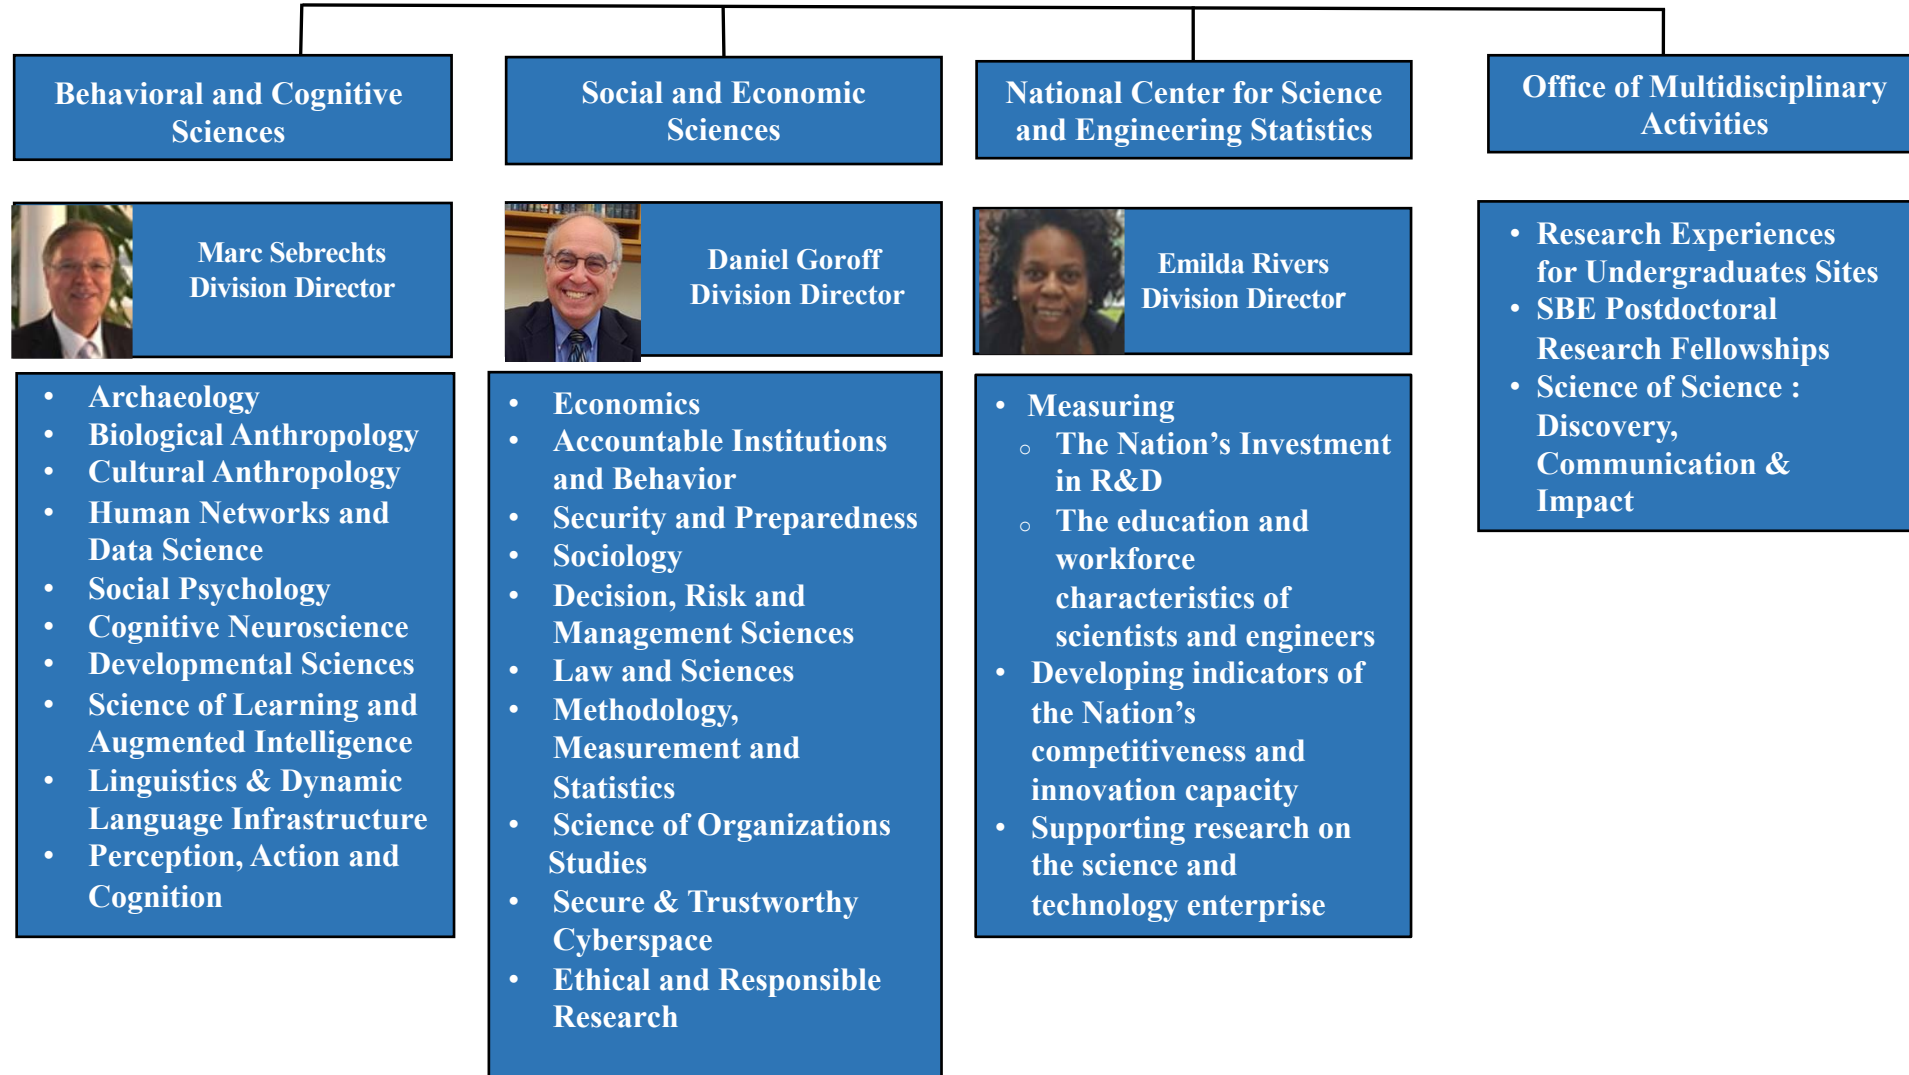 Behavioral and Cognitive
Sciences
Marc Sebrechts
Division Director
• Archaeology
• Biological Anthropology
• Cultural Anthropology
• Human Networks and
Data Science
• Social Psychology
• Cognitive Neuroscience
• Developmental Sciences
• Science of Learning and
Augmented Intelligence
• Linguistics & Dynamic
Language Infrastructure
• Perception, Action and
Cognition
Social and Economic
Sciences
Daniel Goroff
Division Director
• Economics
• Accountable Institutions
and Behavior
• Security and Preparedness
• Sociology
• Decision, Risk and
Management Sciences
• Law and Sciences
• Methodology,
Measurement and
Statistics
• Science of Organizations
Studies
• Secure & Trustworthy
Cyberspace
• Ethical and Responsible
Research
National Center for Science
and Engineering Statistics
Emilda Rivers
Division Director
• Measuring
o The Nation’s Investment
in R&D
o The education and
workforce
characteristics of
scientists and engineers
• Developing indicators of
the Nation’s
competitiveness and
innovation capacity
• Supporting research on
the science and
technology enterprise
Office of Multidisciplinary
Activities
• Research Experiences
for Undergraduates Sites
• SBE Postdoctoral
Research Fellowships
• Science of Science :
Discovery,
Communication &
Impact